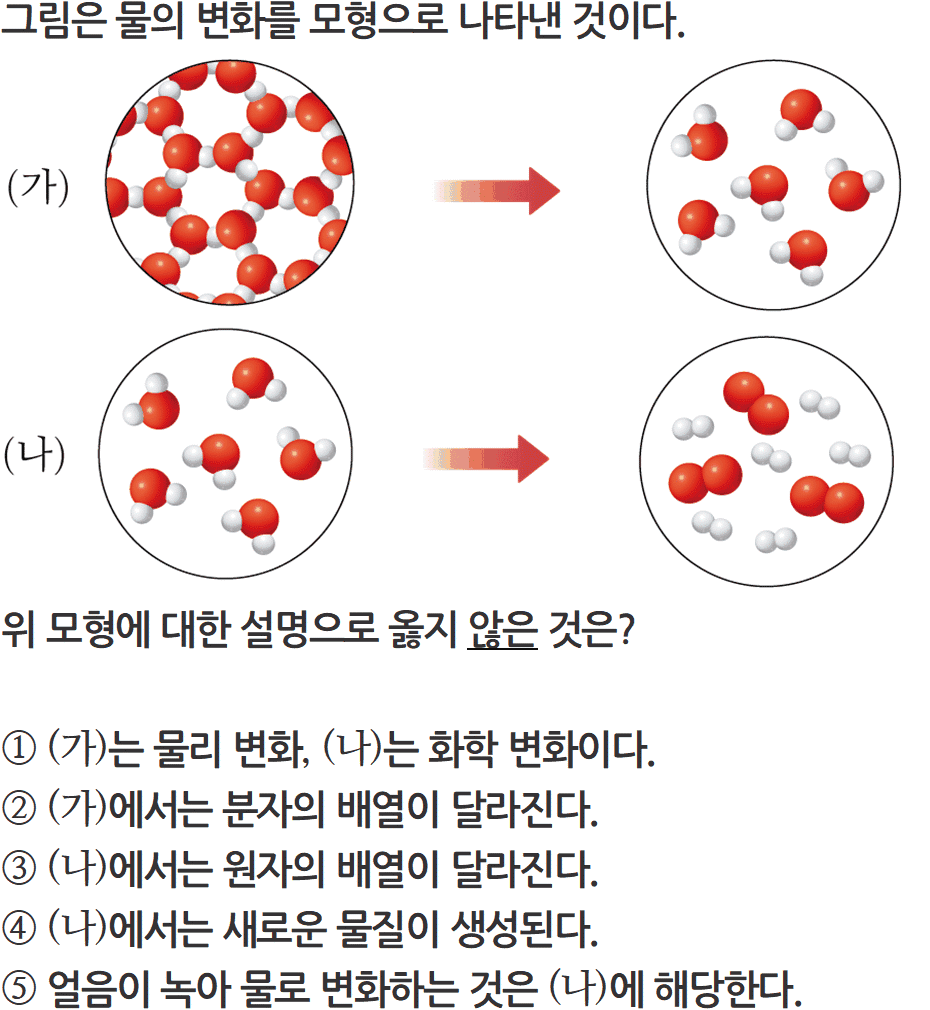 그림은 물의 변화를 모형으로 나타낸 것이다.
(가)
(나)
위 모형에 대한 설명으로 옳지 않은 것은?
① (가)는 물리 변화, (나)는 화학 변화이다.
② (가)에서는 분자의 배열이 달라진다.
③ (나)에서는 원자의 배열이 달라진다.
④ (나)에서는 새로운 물질이 생성된다.
⑤ 얼음이 녹아 물로 변화하는 것은 (나)에 해당한다.